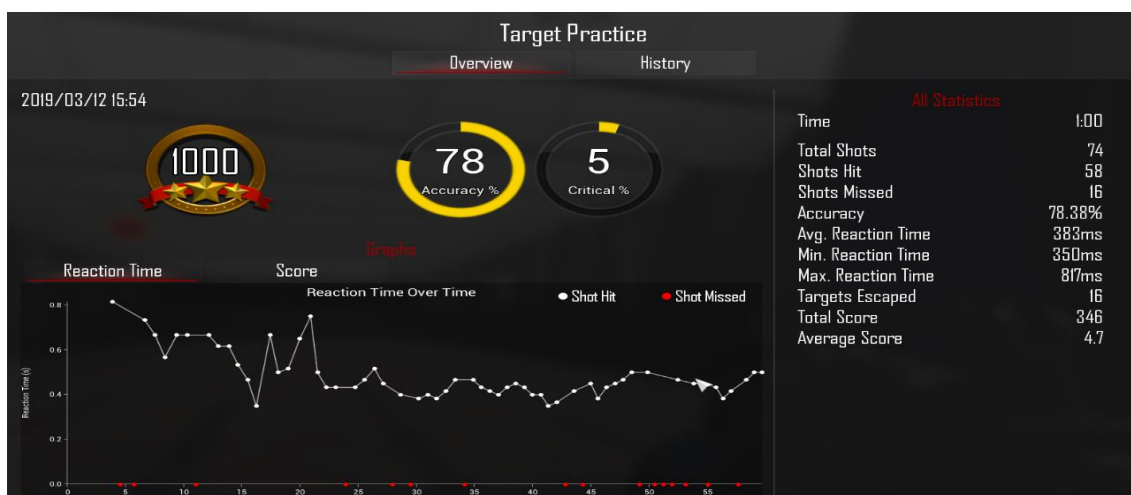 Target Practice
Overview History
2019/03/12 15:54
1000
78
Accuracy %
5
Critical %
Graphs
Reaction Time Score
Reaction Time Over Time
Shot Hit Shot Missed
Reaction Time (s)
0.8
0.6
0.4
0.2
0.0
0 5 10 15 20 25 30 35 40 45 50 55
All Statistics
Time 1:00
Total Shots 74
Shots Hit 58
Shots Missed 16
Accuracy 78.38%
Avg. Reaction Time 383ms
Min. Reaction Time 350ms
Max. Reaction Time 817ms
Targets Escaped 16
Total Score 346
Average Score 4.7